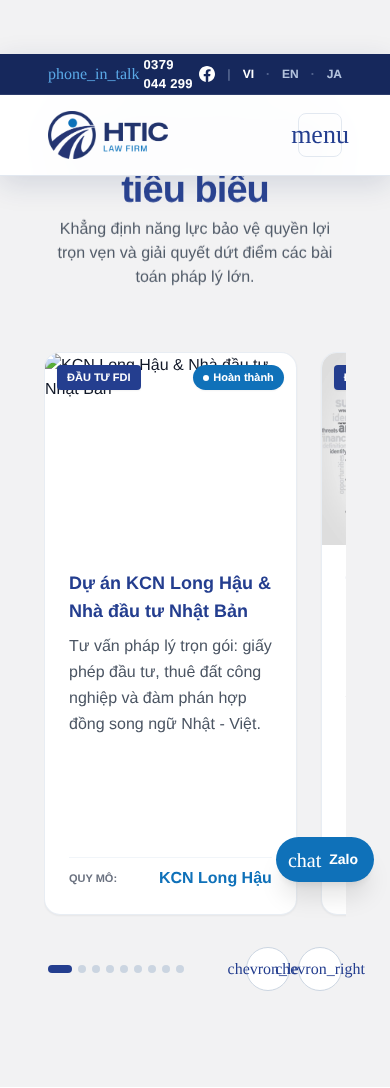 phone_in_talk 0379 044 299 | VI · EN · JA
HTIC
LAW FIRM
menu
tiêu biểu
Khẳng định năng lực bảo vệ quyền lợi
trọn vẹn và giải quyết dứt điểm các bài
toán pháp lý lớn.
KCN Long Hậu & Nhà đầu tư
Nhật Bản
ĐẦU TƯ FDI
Hoàn thành
Dự án KCN Long Hậu &
Nhà đầu tư Nhật Bản
Tư vấn pháp lý trọn gói: giấy
phép đầu tư, thuê đất công
nghiệp và đàm phán hợp
đồng song ngữ Nhật - Việt.
QUY MÔ:
KCN Long Hậu
chat Zalo
chevron_right